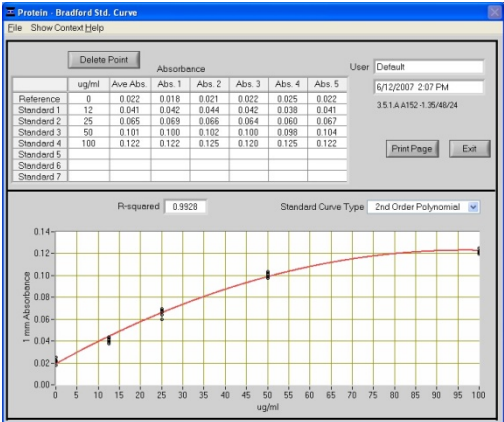 Protein - Bradford Std. Curve
File Show Context Help
Delete Point
Absorbance
User Default
6/12/2007 2:07 PM
3.5.1.A A152 -1.35/48/24
Print Page Exit
ug/ml Ave Abs. Abs. 1 Abs. 2 Abs. 3 Abs. 4 Abs. 5
Reference 0 0.022 0.018 0.021 0.022 0.025 0.022
Standard 1 12 0.041 0.042 0.044 0.042 0.038 0.041
Standard 2 25 0.065 0.069 0.066 0.064 0.060 0.067
Standard 3 50 0.101 0.100 0.102 0.100 0.098 0.104
Standard 4 100 0.122 0.122 0.125 0.120 0.125 0.122
Standard 5
Standard 6
Standard 7
R-squared 0.9928
Standard Curve Type 2nd Order Polynomial
1 mm Absorbance
0.14
0.12
0.10
0.08
0.06
0.04
0.02
0.00
0 5 10 15 20 25 30 35 40 45 50 55 60 65 70 75 80 85 90 95 100
ug/ml